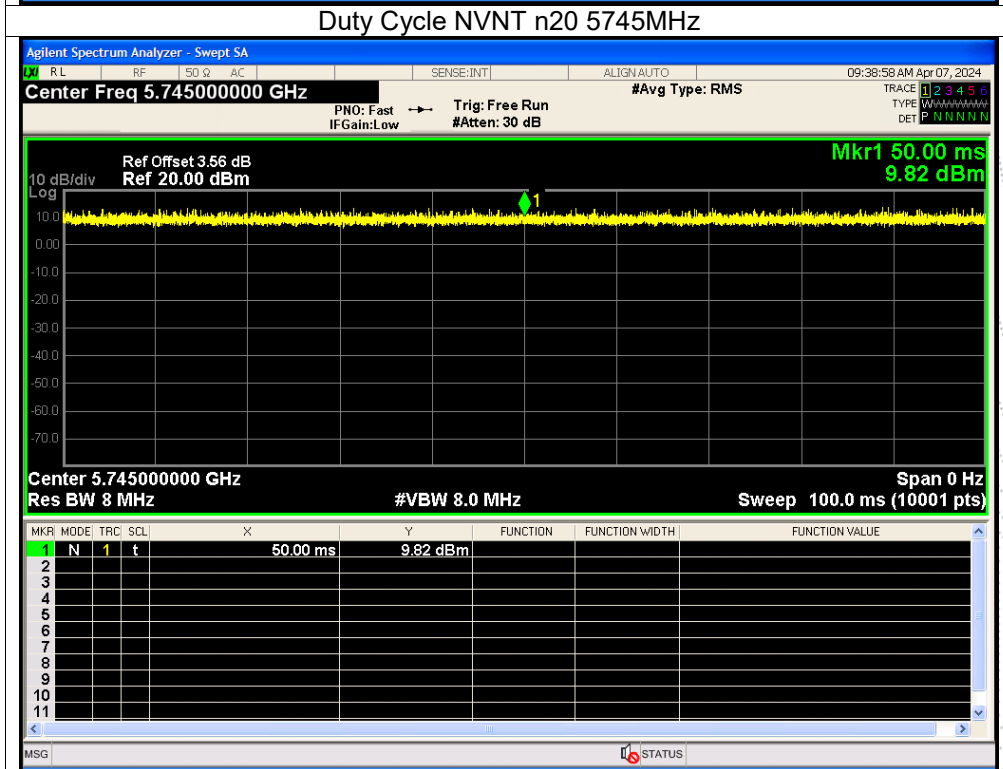 Duty Cycle NVNT n20 5745MHz
Agilent Spectrum Analyzer - Swept SA
LXI RL RF 50 Ω AC SENSE:INT ALIGN AUTO 09:38:58 AM Apr 07, 2024
Center Freq 5.745000000 GHz #Avg Type: RMS TRACE 1 2 3 4 5 6
PNO: Fast Trig: Free Run TYPE WWWWWW
IFGain:Low #Atten: 30 dB DET P N N N N N
Mkr1 50.00 ms
Ref Offset 3.56 dB
10 dB/div Ref 20.00 dBm 9.82 dBm
Log
1
10.0
0.00
-10.0
-20.0
-30.0
-40.0
-50.0
-60.0
-70.0
Center 5.745000000 GHz Span 0 Hz
Res BW 8 MHz #VBW 8.0 MHz Sweep 100.0 ms (10001 pts)
MKR MODE TRC SCL X Y FUNCTION FUNCTION WIDTH FUNCTION VALUE
1 N 1 t 50.00 ms 9.82 dBm
2
3
4
5
6
7
8
9
10
11
MSG STATUS